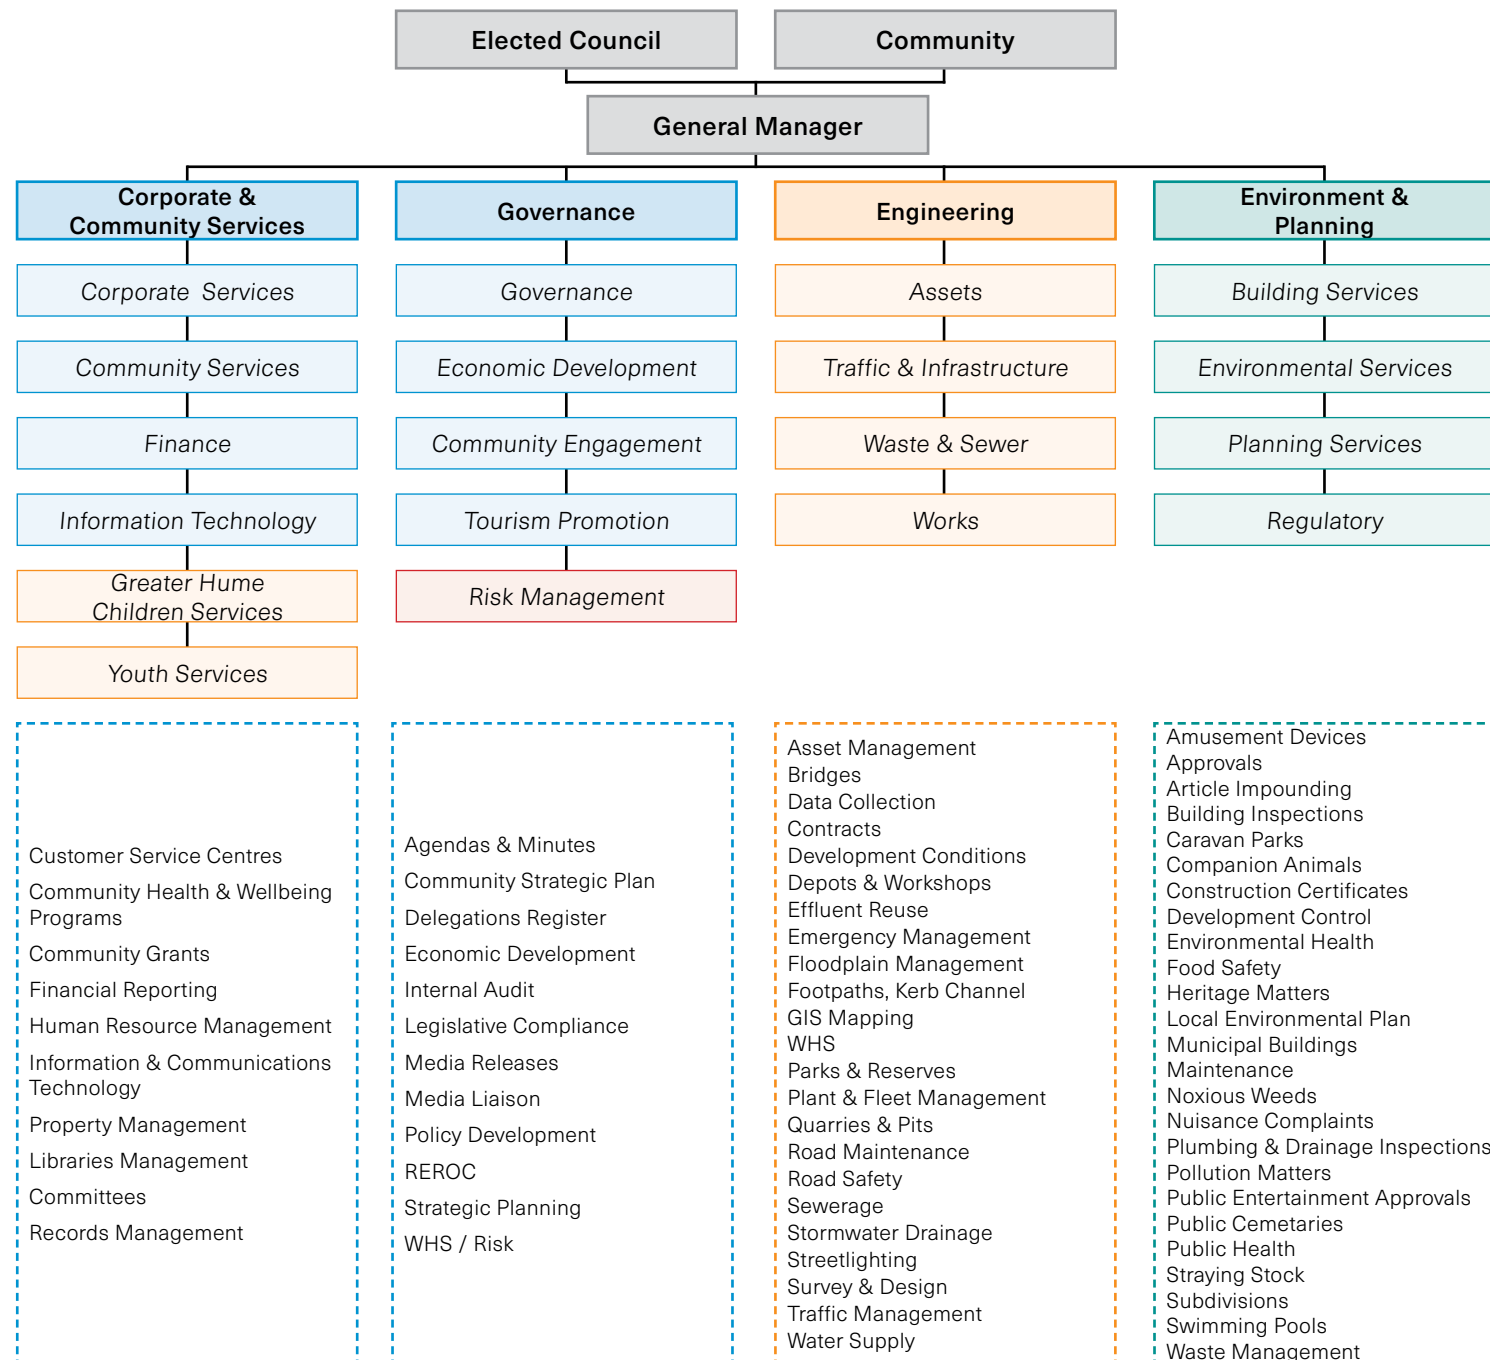 Elected Council
Community
General Manager
Corporate &
Community Services
Governance
Engineering
Environment &
Planning
Corporate Services
Governance
Assets
Building Services
Community Services
Economic Development
Traffic & Infrastructure
Environmental Services
Finance
Community Engagement
Waste & Sewer
Planning Services
Information Technology
Tourism Promotion
Works
Regulatory
Greater Hume
Children Services
Risk Management
Youth Services
Customer Service Centres
Community Health & Wellbeing
Programs
Community Grants
Financial Reporting
Human Resource Management
Information & Communications
Technology
Property Management
Libraries Management
Committees
Records Management
Agendas & Minutes
Community Strategic Plan
Delegations Register
Economic Development
Internal Audit
Legislative Compliance
Media Releases
Media Liaison
Policy Development
REROC
Strategic Planning
WHS / Risk
Asset Management
Bridges
Data Collection
Contracts
Development Conditions
Depots & Workshops
Effluent Reuse
Emergency Management
Floodplain Management
Footpaths, Kerb Channel
GIS Mapping
WHS
Parks & Reserves
Plant & Fleet Management
Quarries & Pits
Road Maintenance
Road Safety
Sewerage
Stormwater Drainage
Streetlighting
Survey & Design
Traffic Management
Water Supply
Amusement Devices
Approvals
Article Impounding
Building Inspections
Caravan Parks
Companion Animals
Construction Certificates
Development Control
Environmental Health
Food Safety
Heritage Matters
Local Environmental Plan
Municipal Buildings
Maintenance
Noxious Weeds
Nuisance Complaints
Plumbing & Drainage Inspections
Pollution Matters
Public Entertainment Approvals
Public Cemetaries
Public Health
Straying Stock
Subdivisions
Swimming Pools
Waste Management